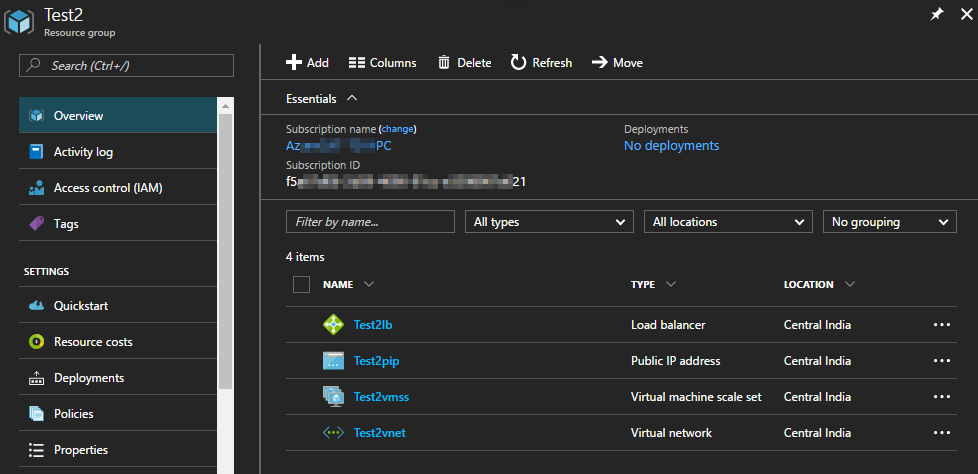 Test2
Resource group
Search (Ctrl+/)
Overview
Activity log
Access control (IAM)
Tags
SETTINGS
Quickstart
Resource costs
Deployments
Policies
Properties
Add Columns Delete Refresh Move
Essentials
Subscription name (change) Deployments
No deployments
Subscription ID
Filter by name... All types All locations No grouping
4 items
NAME TYPE LOCATION
Test2lb Load balancer Central India
Test2pip Public IP address Central India
Test2vmss Virtual machine scale set Central India
Test2vnet Virtual network Central India